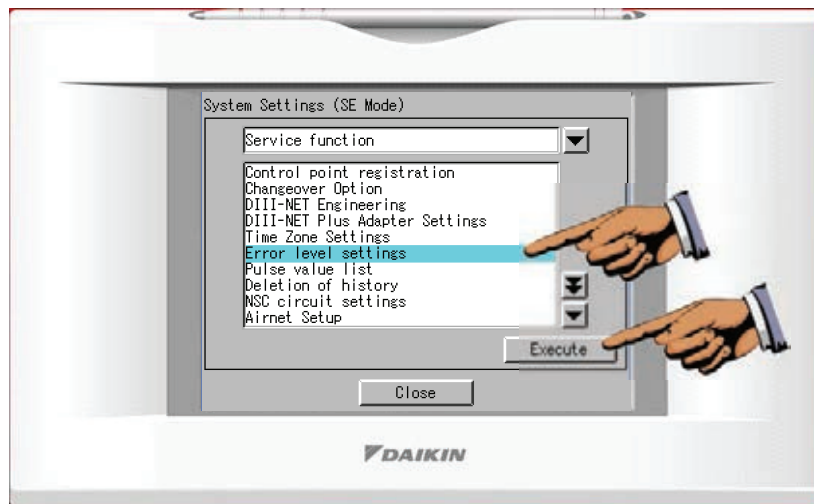 System Settings (SE Mode)
Service function
Control point registration
Changeover Option
DIII-NET Engineering
DIII-NET Plus Adapter Settings
Time Zone Settings
Error level settings
Pulse value list
Deletion of history
NSC circuit settings
Airnet Setup
Execute
Close
DAIKIN